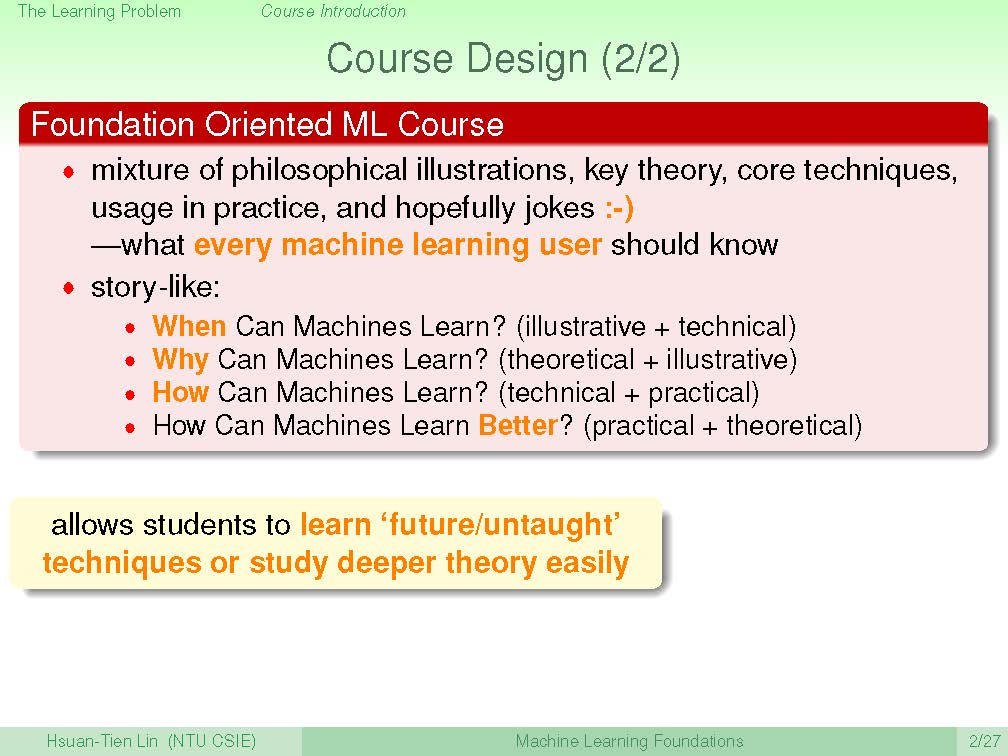 The Learning Problem Course Introduction
Course Design (2/2)
Foundation Oriented ML Course
• mixture of philosophical illustrations, key theory, core techniques,
usage in practice, and hopefully jokes :-)
—what every machine learning user should know
• story-like:
• When Can Machines Learn? (illustrative + technical)
• Why Can Machines Learn? (theoretical + illustrative)
• How Can Machines Learn? (technical + practical)
• How Can Machines Learn Better? (practical + theoretical)
allows students to learn ‘future/untaught’
techniques or study deeper theory easily
Hsuan-Tien Lin (NTU CSIE) Machine Learning Foundations 2/27